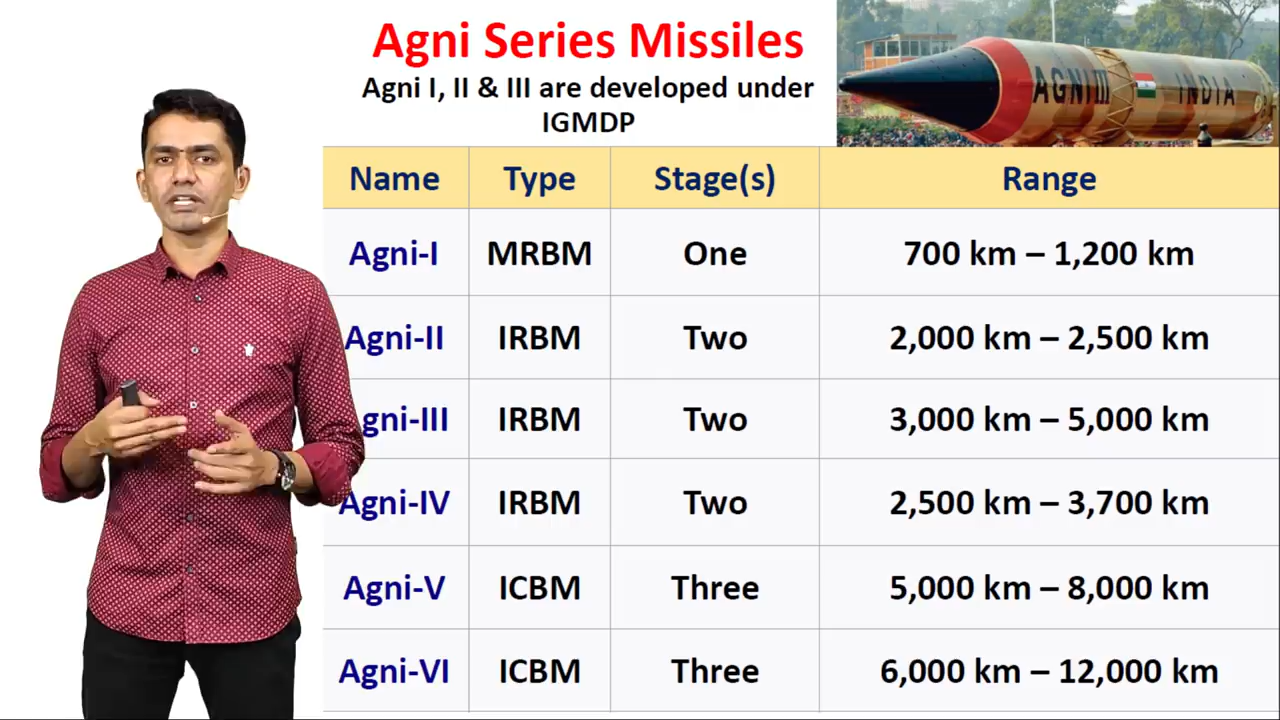 Agni Series Missiles
Agni I, II & III are developed under
IGMDP
AGNI III INDIA
Name Type Stage(s) Range
Agni-I MRBM One 700 km – 1,200 km
Agni-II IRBM Two 2,000 km – 2,500 km
gni-III IRBM Two 3,000 km – 5,000 km
Agni-IV IRBM Two 2,500 km – 3,700 km
Agni-V ICBM Three 5,000 km – 8,000 km
Agni-VI ICBM Three 6,000 km – 12,000 km